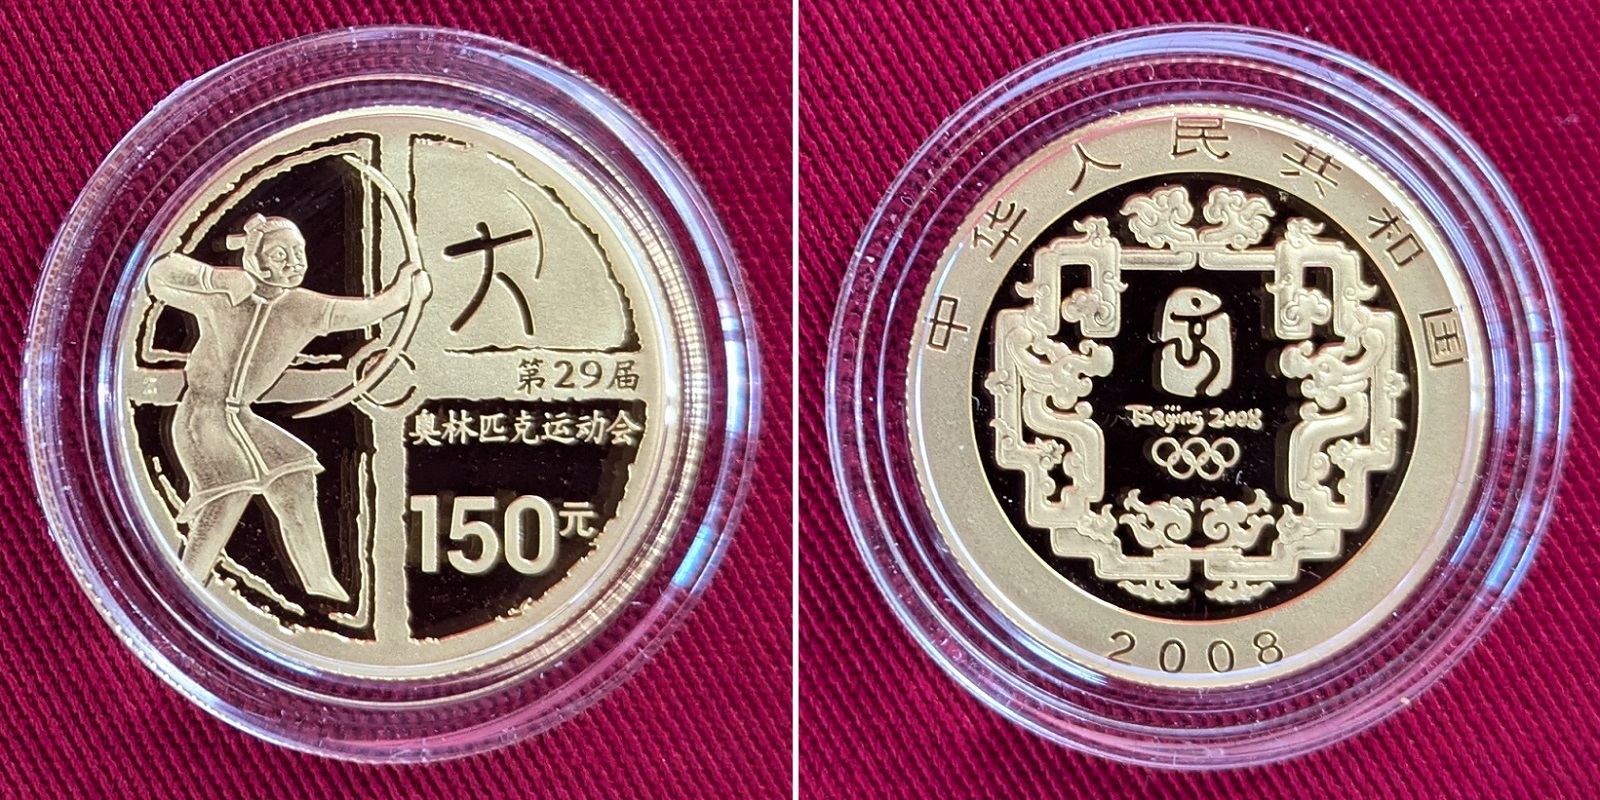 第29届
奥林匹克运动会
150元
中华人民共和国
Beijing 2008
2008